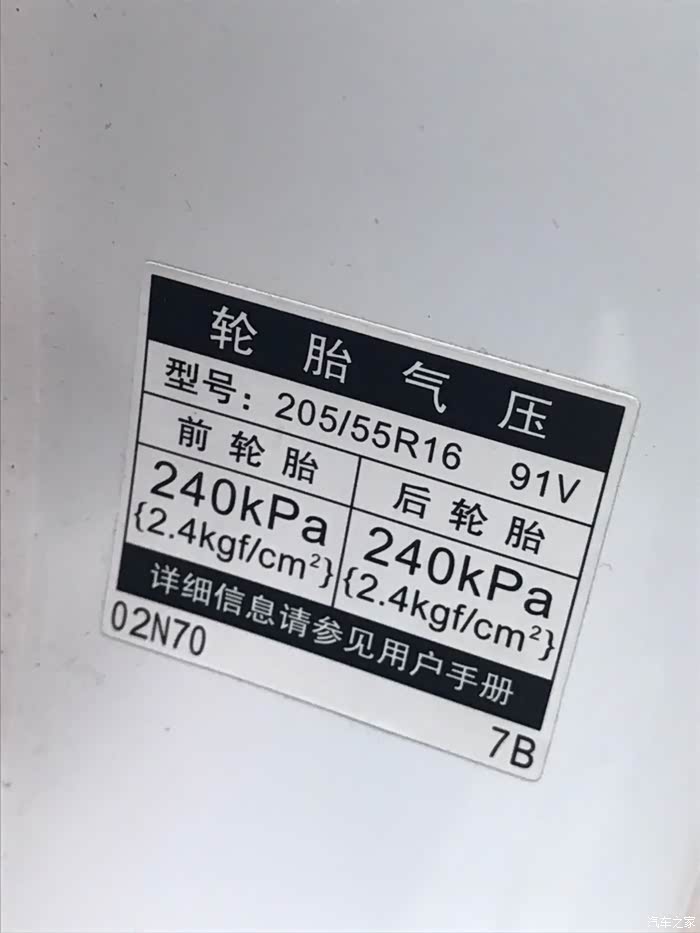 轮胎气压
型号：205/55R16 91V
前轮胎 后轮胎
240kPa 240kPa
{2.4kgf/cm²} {2.4kgf/cm²}
详细信息请参见用户手册
02N70 7B
汽车之家